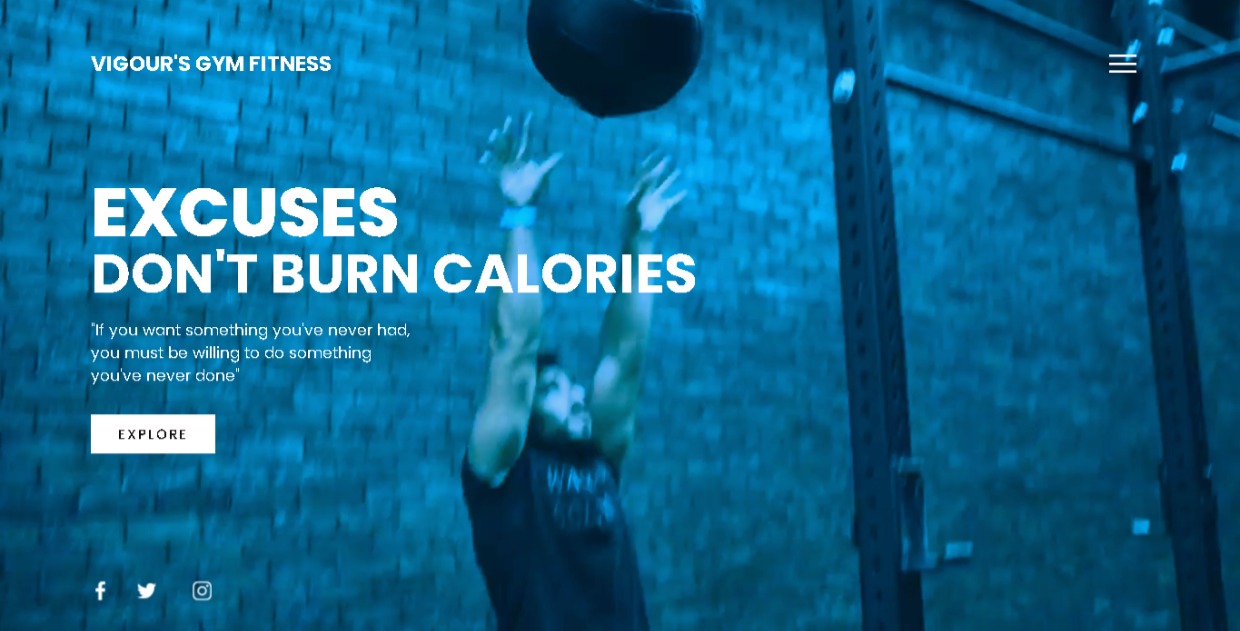 VIGOUR'S GYM FITNESS
EXCUSES
DON'T BURN CALORIES
"If you want something you've never had,
you must be willing to do something
you've never done"
EXPLORE